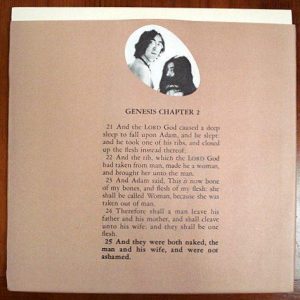 GENESIS CHAPTER 2
21 And the LORD God caused a deep
sleep to fall upon Adam, and he slept:
and he took one of his ribs, and closed
up the flesh instead thereof:
22 And the rib, which the LORD God
had taken from man, made he a woman,
and brought her unto the man.
23 And Adam said, This is now bone
of my bones, and flesh of my flesh: she
shall be called Woman, because she was
taken out of man.
24 Therefore shall a man leave his
father and his mother, and shall cleave
unto his wife: and they shall be one
flesh.
25 And they were both naked, the
man and his wife, and were not
ashamed.